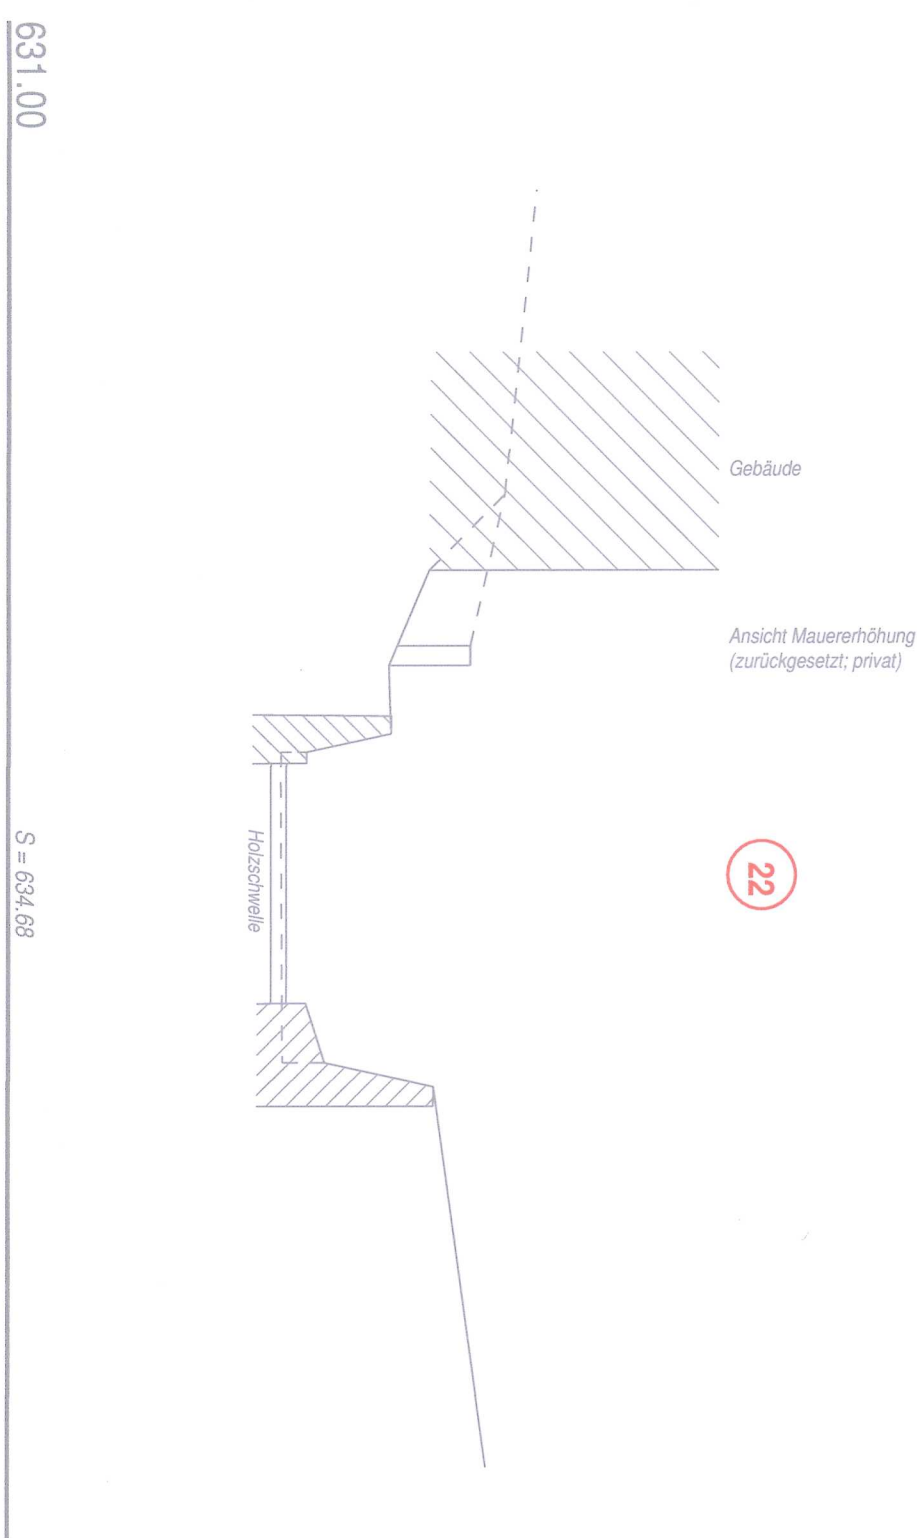 631.00
Gebäude
Ansicht Mauererhöhung
(zurückgesetzt; privat)
22
Holzschwelle
S = 634.68